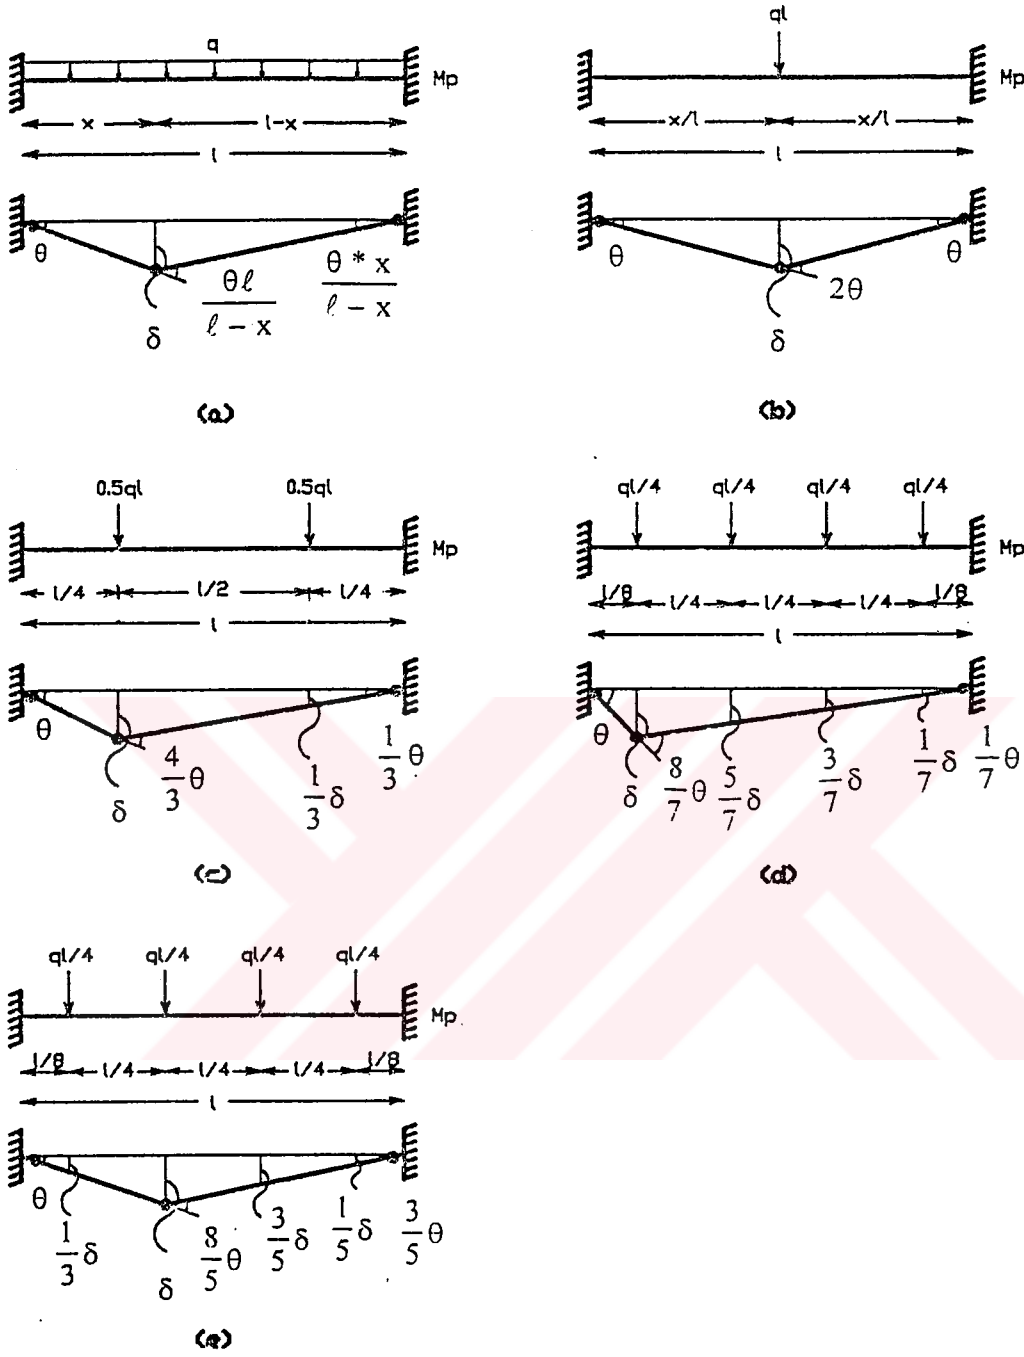 q
Mp
x l-x
l
θ θl/(l-x) θ*x/(l-x)
δ
(a)
ql
Mp
x/l x/l
l
θ θ
2θ
δ
(b)
0.5ql 0.5ql
Mp
l/4 l/2 l/4
l
θ 4/3θ 1/3δ 1/3θ
δ
(c)
ql/4 ql/4 ql/4 ql/4
Mp
l/8 l/4 l/4 l/4 l/8
l
θ
δ 8/7θ 5/7δ 3/7δ 1/7δ 1/7θ
(d)
ql/4 ql/4 ql/4 ql/4
Mp
l/8 l/4 l/4 l/4 l/8
l
θ
1/3δ 8/5θ 3/5δ 1/5δ 3/5θ
δ
(e)